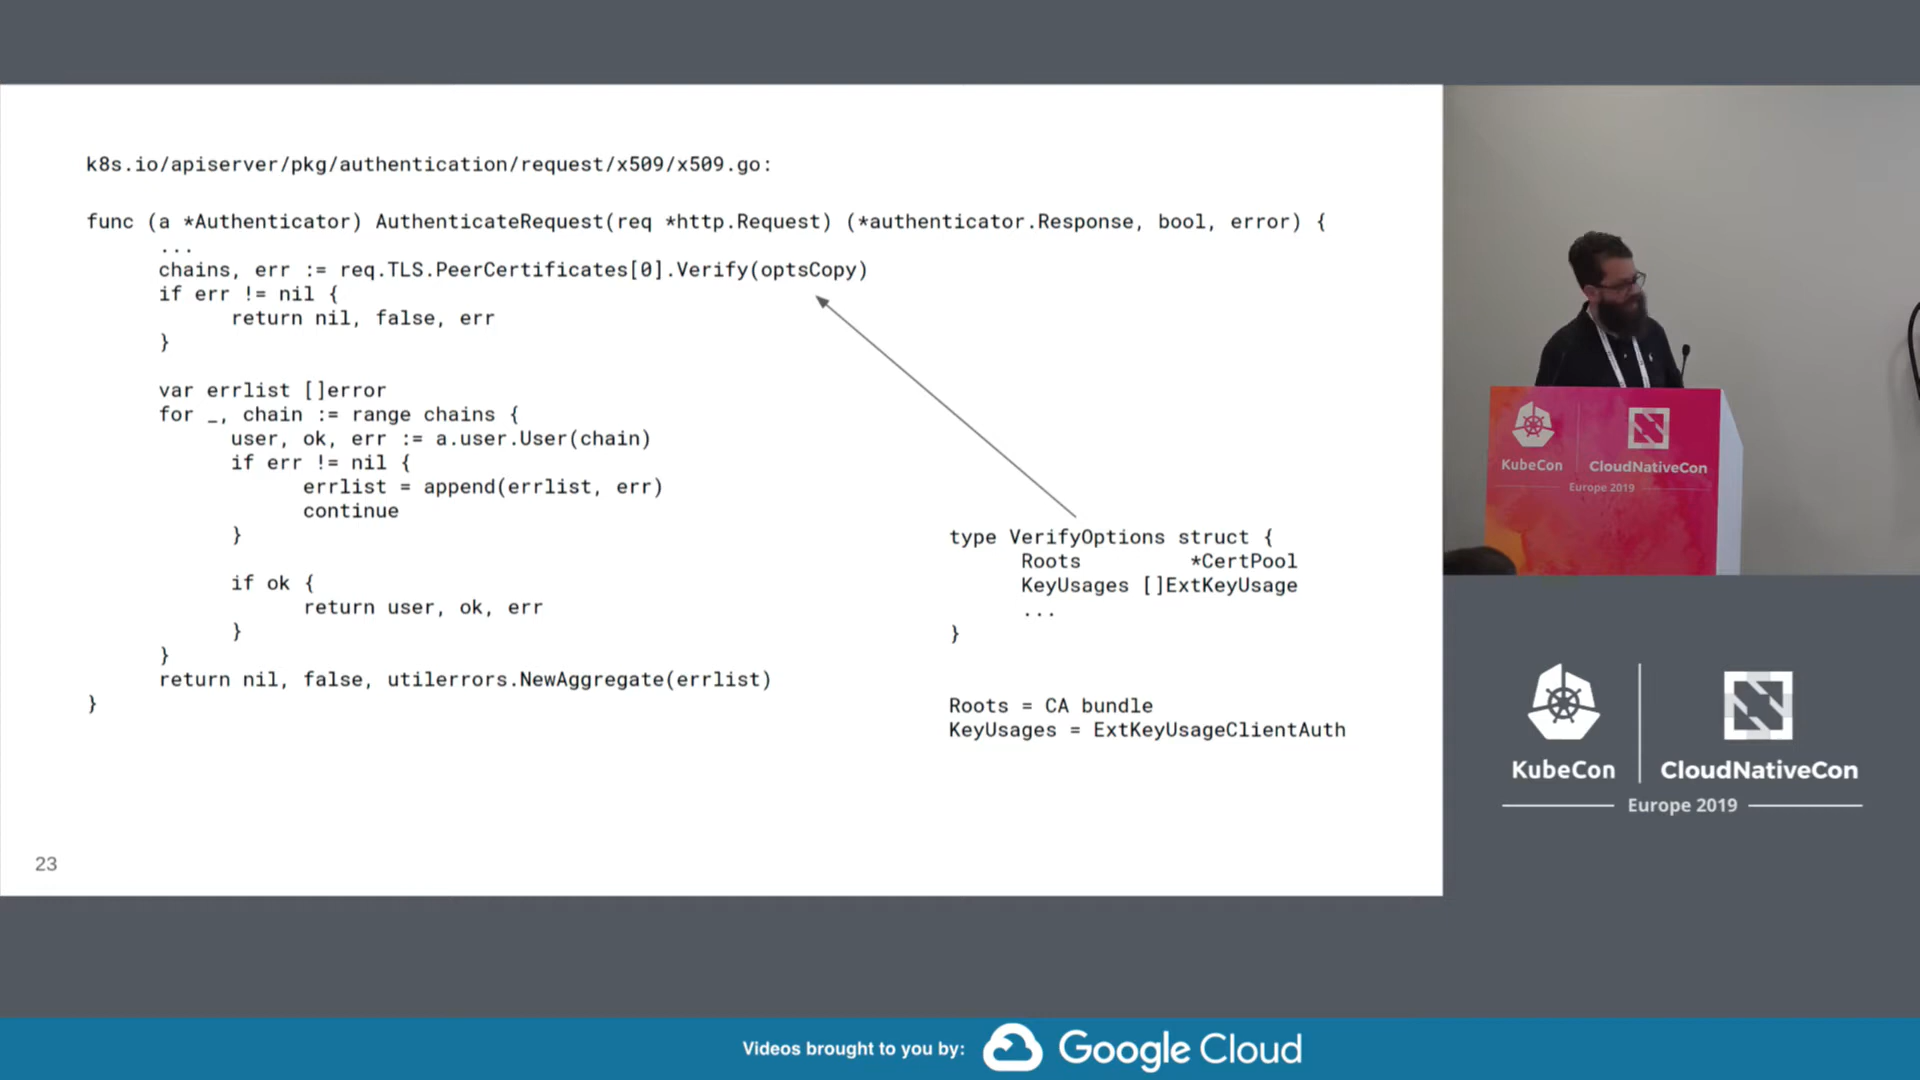 k8s.io/apiserver/pkg/authentication/request/x509/x509.go:
func (a *Authenticator) AuthenticateRequest(req *http.Request) (*authenticator.Response, bool, error) {
...
chains, err := req.TLS.PeerCertificates[0].Verify(optsCopy)
if err != nil {
return nil, false, err
}
var errlist []error
for _, chain := range chains {
user, ok, err := a.user.User(chain)
if err != nil {
errlist = append(errlist, err)
continue
}
if ok {
return user, ok, err
}
}
return nil, false, utilerrors.NewAggregate(errlist)
}
type VerifyOptions struct {
Roots *CertPool
KeyUsages []ExtKeyUsage
...
}
Roots = CA bundle
KeyUsages = ExtKeyUsageClientAuth
23
KubeCon
CloudNativeCon
Europe 2019
KubeCon
CloudNativeCon
Europe 2019
Videos brought to you by:
Google Cloud